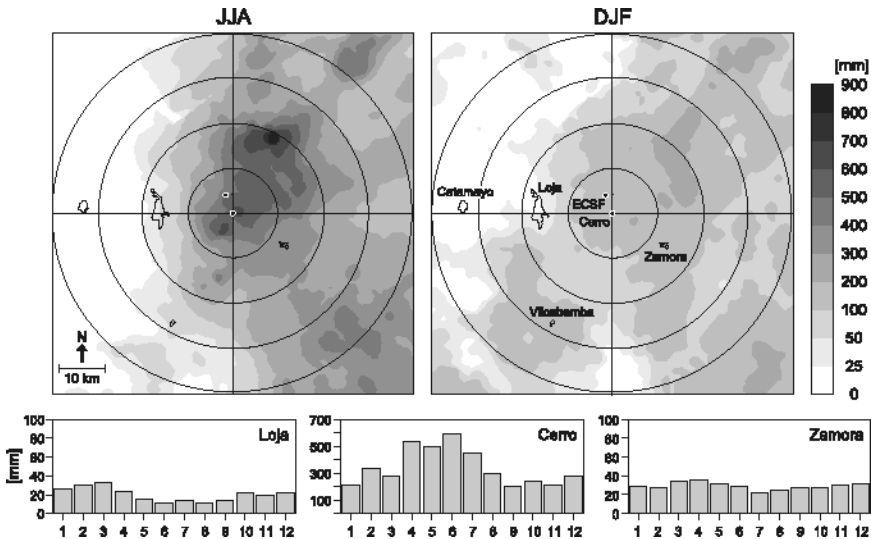 JJA
DJF
[mm]
900
800
700
600
500
400
300
200
100
50
25
0
Catamayo
Loja
ECSF
Cerro
Zamora
Vilcabamba
N
10 km
Loja
[mm]
100
80
60
40
20
0
1 2 3 4 5 6 7 8 9 10 11 12
Cerro
700
500
300
100
1 2 3 4 5 6 7 8 9 10 11 12
Zamora
100
80
60
40
20
0
1 2 3 4 5 6 7 8 9 10 11 12